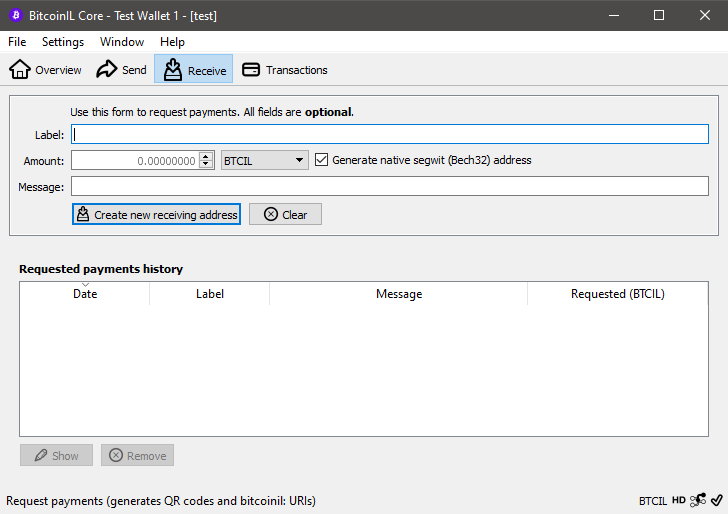 BitcoinIL Core - Test Wallet 1 - [test]
File Settings Window Help
Overview Send Receive Transactions
Use this form to request payments. All fields are optional.
Label:
Amount: 0.00000000 BTCIL Generate native segwit (Bech32) address
Message:
Create new receiving address Clear
Requested payments history
Date Label Message Requested (BTCIL)
Show Remove
Request payments (generates QR codes and bitcoinil: URIs) BTCIL HD